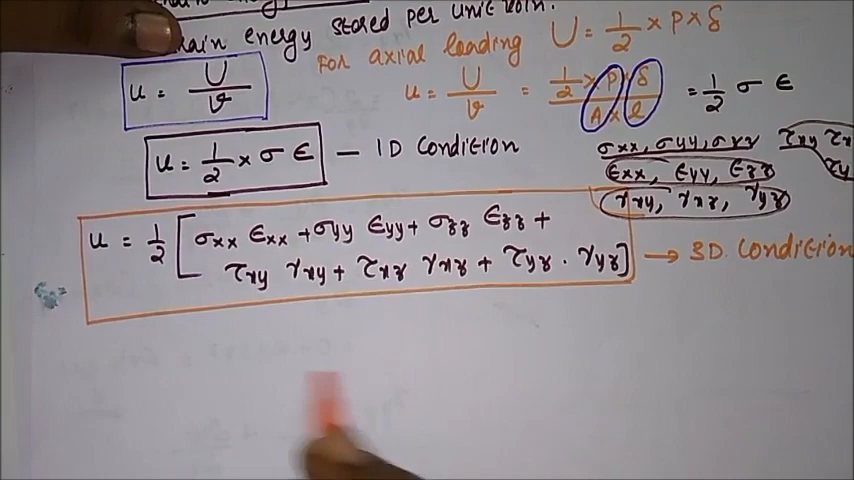 energy stored per unit
For axial loading U = 1/2 × P × δ
u = U/v
u = U/v = (1/2 × P × δ)/(A × l) = 1/2 σ ε
u = 1/2 × σ ε — 1D Condition
σxx, σyy, σzz
εxx, εyy, εzz
γxy, γxz, γyz
τxy
u = 1/2 [ σxx εxx + σyy εyy + σzz εzz +
τxy γxy + τxz γxz + τyz · γyz ] → 3D Condition